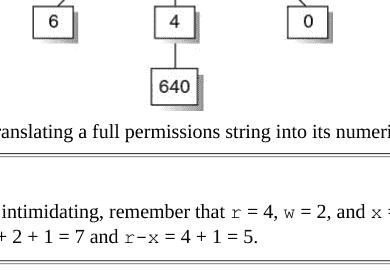 6 4 0
640
ranslating a full permissions string into its numeri
intimidating, remember that r = 4, w = 2, and x =
+ 2 + 1 = 7 and r-x = 4 + 1 = 5.